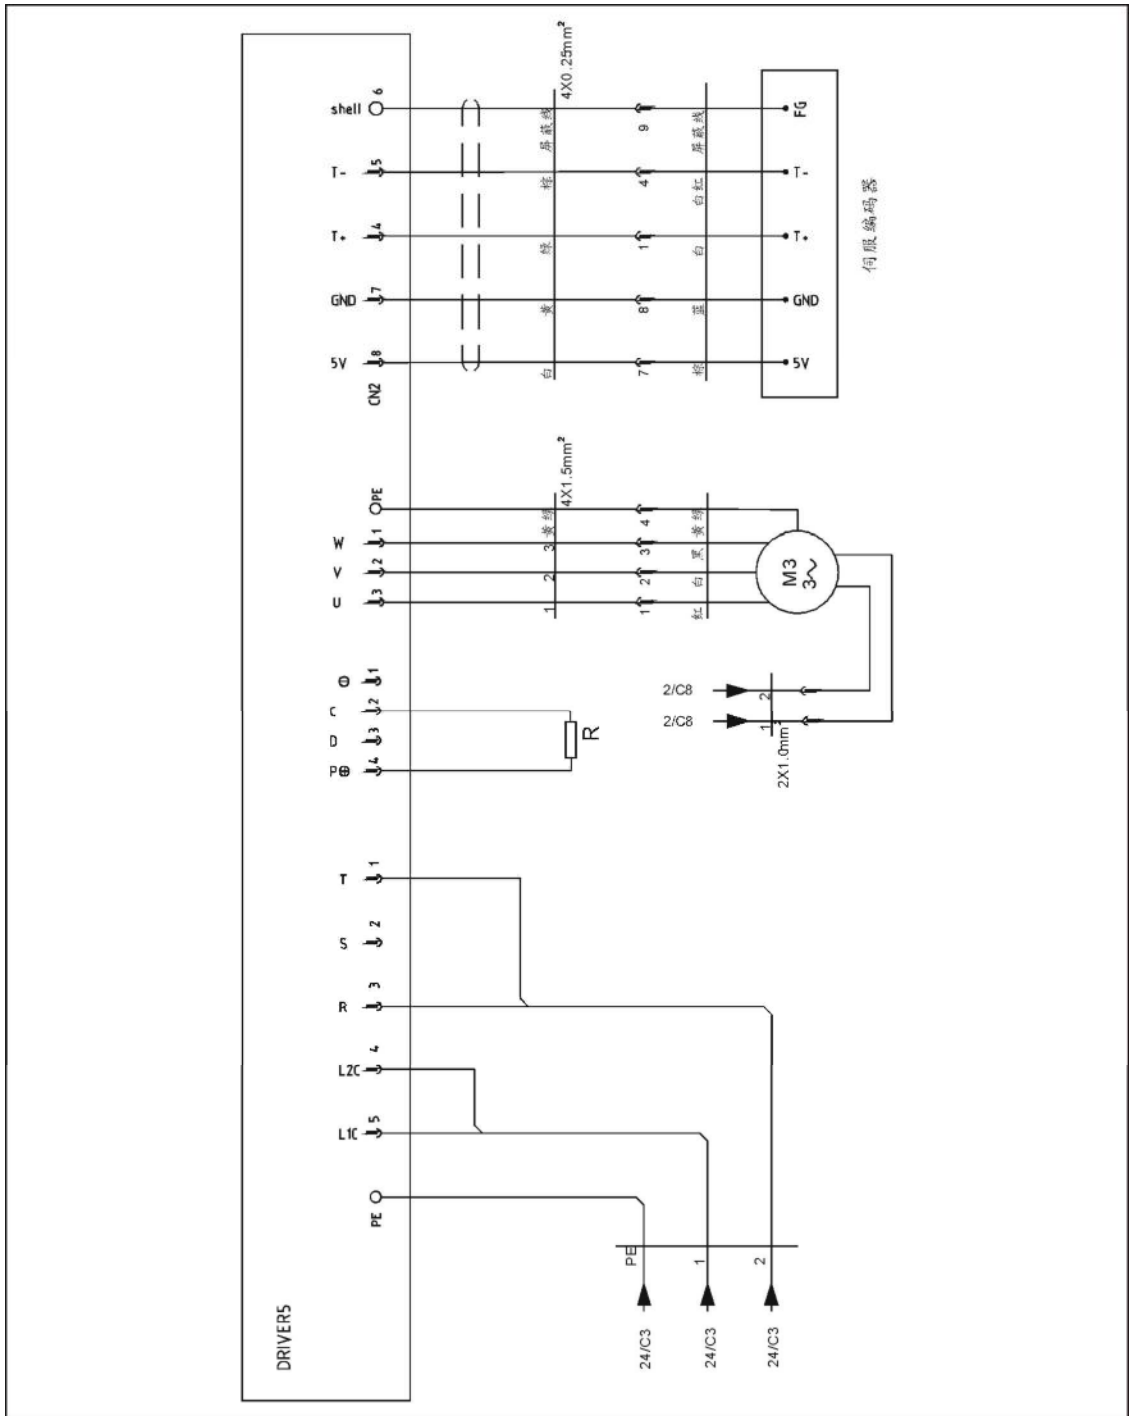 4X0.25mm²
shell 6 屏蔽线 9 屏蔽线 FG
T- 5 棕 4 白红 T-
T+ 4 绿 1 白 T+
GND 7 黄 8 蓝 GND
5V 8 白 7 棕 5V
CN2
伺服编码器
4X1.5mm²
PE 黄绿 4 黄绿
W 1 3 3 黑
V 2 2 2 白
U 3 1 1 红
M3
3~
⊖ 1
C 2
D 3
P⊕ 4
R
2/C8 2
2/C8 1
2X1.0mm²
T 1
S 2
R 3
L2C 4
L1C 5
PE
PE 1 2
24/C3 24/C3 24/C3
DRIVER5